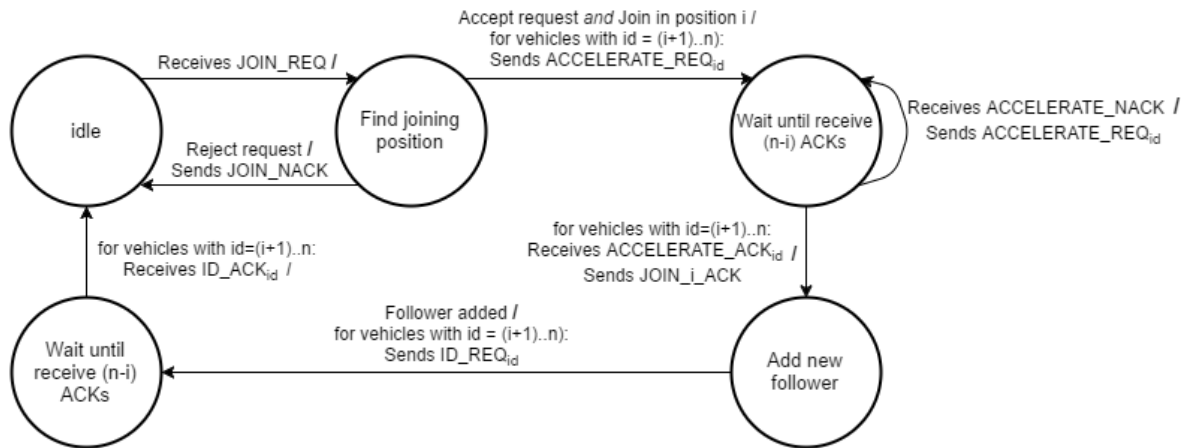 Accept request and Join in position i /
for vehicles with id = (i+1)..n):
Sends ACCELERATE_REQid
Receives JOIN_REQ /
idle
Find joining
position
Wait until receive
(n-i) ACKs
Receives ACCELERATE_NACK /
Sends ACCELERATE_REQid
Reject request /
Sends JOIN_NACK
for vehicles with id=(i+1)..n:
Receives ID_ACKid /
for vehicles with id=(i+1)..n:
Receives ACCELERATE_ACKid /
Sends JOIN_i_ACK
Follower added /
for vehicles with id = (i+1)..n):
Sends ID_REQid
Wait until
receive (n-i)
ACKs
Add new
follower